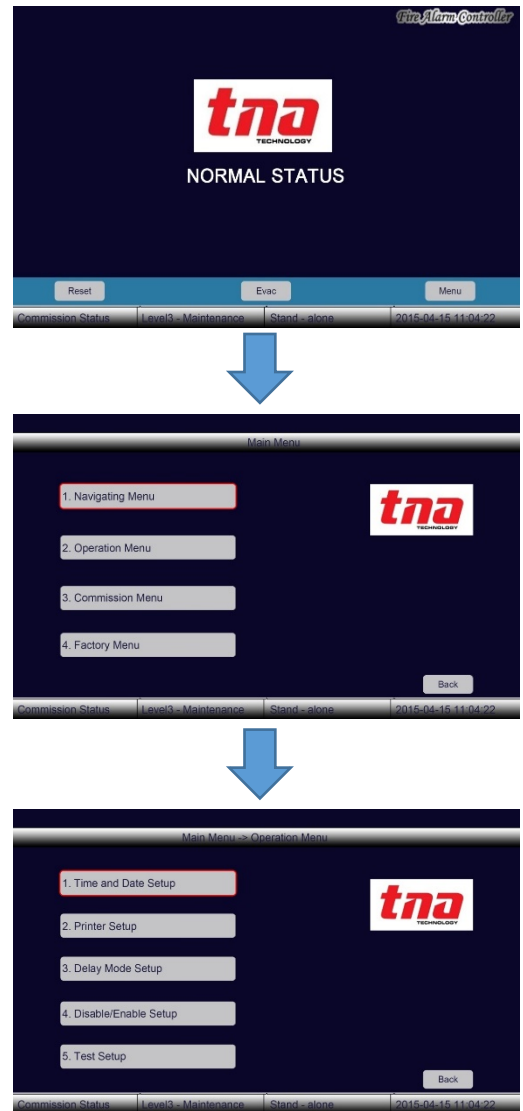 Fire Alarm Controller
tna
TECHNOLOGY
NORMAL STATUS
Reset Evac Menu
Commission Status Level3 - Maintenance Stand - alone 2015-04-15 11:04:22
Main Menu
1. Navigating Menu
tna
TECHNOLOGY
2. Operation Menu
3. Commission Menu
4. Factory Menu
Back
Commission Status Level3 - Maintenance Stand - alone 2015-04-15 11:04:22
Main Menu -> Operation Menu
1. Time and Date Setup
tna
TECHNOLOGY
2. Printer Setup
3. Delay Mode Setup
4. Disable/Enable Setup
5. Test Setup
Back
Commission Status Level3 - Maintenance Stand - alone 2015-04-15 11:04:22